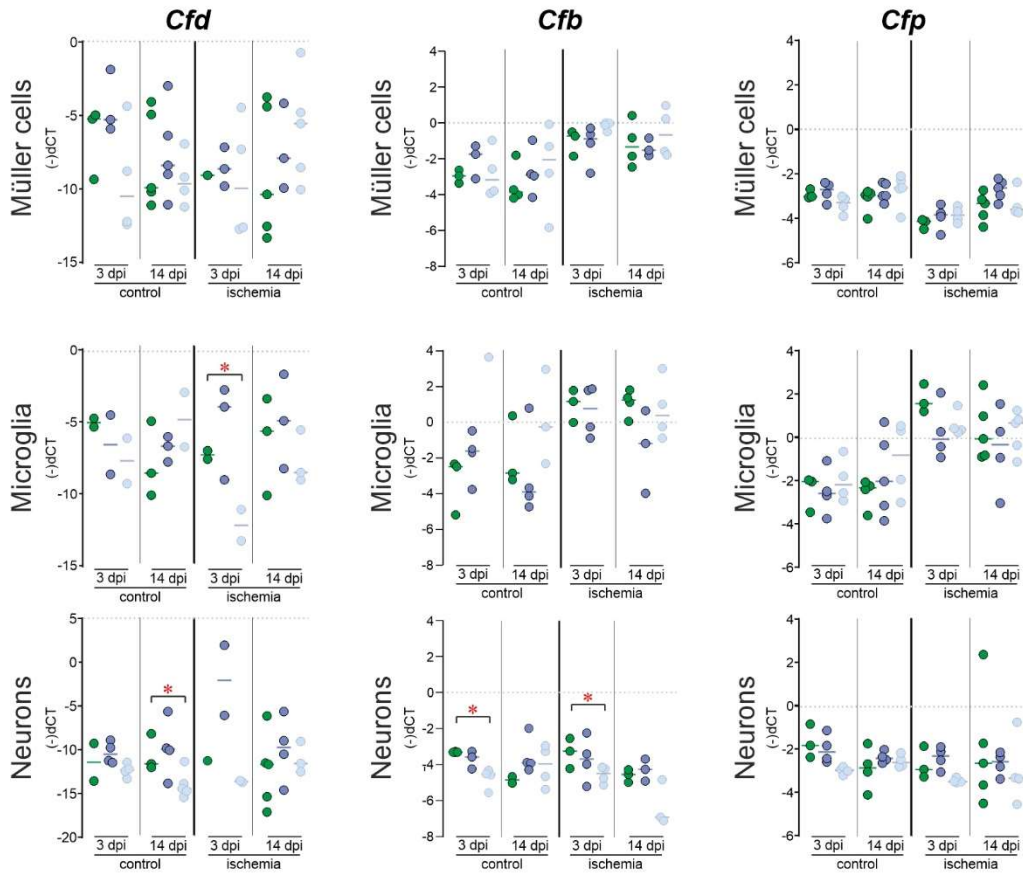 Cfd Cfb Cfp
Müller cells
(-)dCT
0
-5
-10
-15
3 dpi 14 dpi 3 dpi 14 dpi
control ischemia
Müller cells
(-)dCT
4
2
0
-2
-4
-6
-8
3 dpi 14 dpi 3 dpi 14 dpi
control ischemia
Müller cells
(-)dCT
4
2
0
-2
-4
-6
3 dpi 14 dpi 3 dpi 14 dpi
control ischemia
Microglia
(-)dCT
0
-5
-10
-15
*
3 dpi 14 dpi 3 dpi 14 dpi
control ischemia
Microglia
(-)dCT
4
2
0
-2
-4
-6
-8
3 dpi 14 dpi 3 dpi 14 dpi
control ischemia
Microglia
(-)dCT
4
2
0
-2
-4
-6
3 dpi 14 dpi 3 dpi 14 dpi
control ischemia
Neurons
(-)dCT
5
0
-5
-10
-15
-20
*
3 dpi 14 dpi 3 dpi 14 dpi
control ischemia
Neurons
(-)dCT
4
2
0
-2
-4
-6
-8
* *
3 dpi 14 dpi 3 dpi 14 dpi
control ischemia
Neurons
(-)dCT
4
2
0
-2
-4
-6
3 dpi 14 dpi 3 dpi 14 dpi
control ischemia